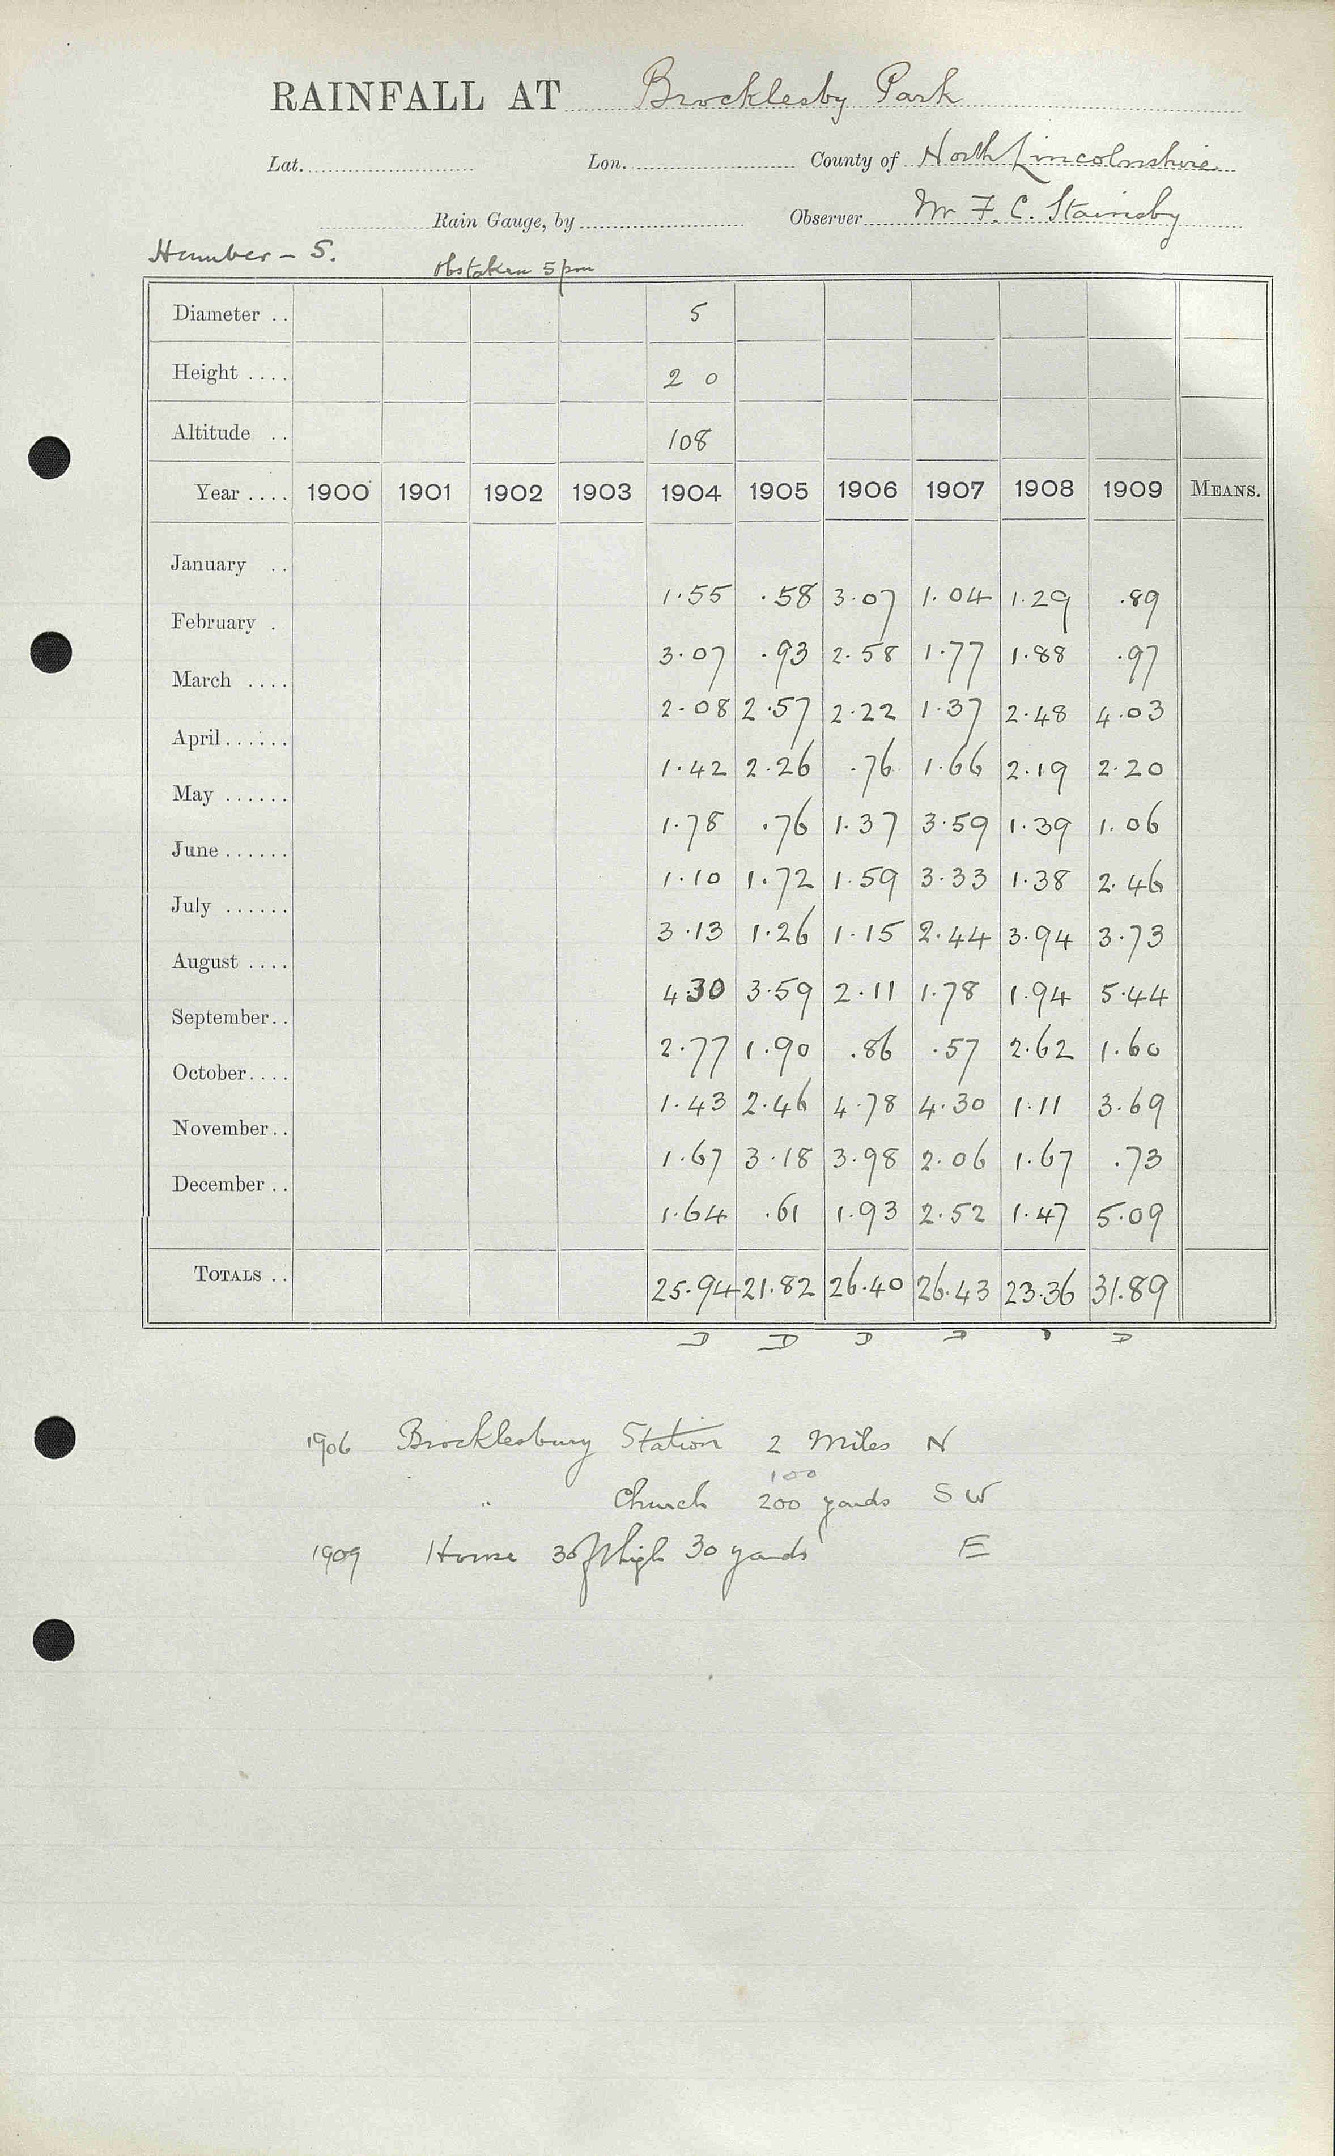 RAINFALL AT Brocklesby Park
Lat. Lon. County of North Lincolnshire
Rain Gauge, by Observer Mr F. C. Stainsby
Humber - S. Obs taken 5 pm
Diameter .. 5
Height .... 2 0
Altitude .. 108
Year .... 1900 1901 1902 1903 1904 1905 1906 1907 1908 1909 MEANS.
January .. 1.55 .58 3.07 1.04 1.29 .89
February . 3.07 .93 2.58 1.77 1.88 .97
March .... 2.08 2.57 2.22 1.37 2.48 4.03
April...... 1.42 2.26 .76 1.66 2.19 2.20
May ...... 1.78 .76 1.37 3.59 1.39 1.06
June...... 1.10 1.72 1.59 3.33 1.38 2.46
July ...... 3.13 1.26 1.15 2.44 3.94 3.73
August .... 4.30 3.59 2.11 1.78 1.94 5.44
September.. 2.77 1.90 .86 .57 2.62 1.60
October.... 1.43 2.46 4.78 4.30 1.11 3.69
November.. 1.67 3.18 3.98 2.06 1.67 .73
December .. 1.64 .61 1.93 2.52 1.47 5.09
TOTALS .. 25.94 21.82 26.40 26.43 23.36 31.89
D D D D D
1906 Brocklesbury Station 2 Miles N
100
" Church 200 yards SW
1909 House 30 ft high 30 yards E